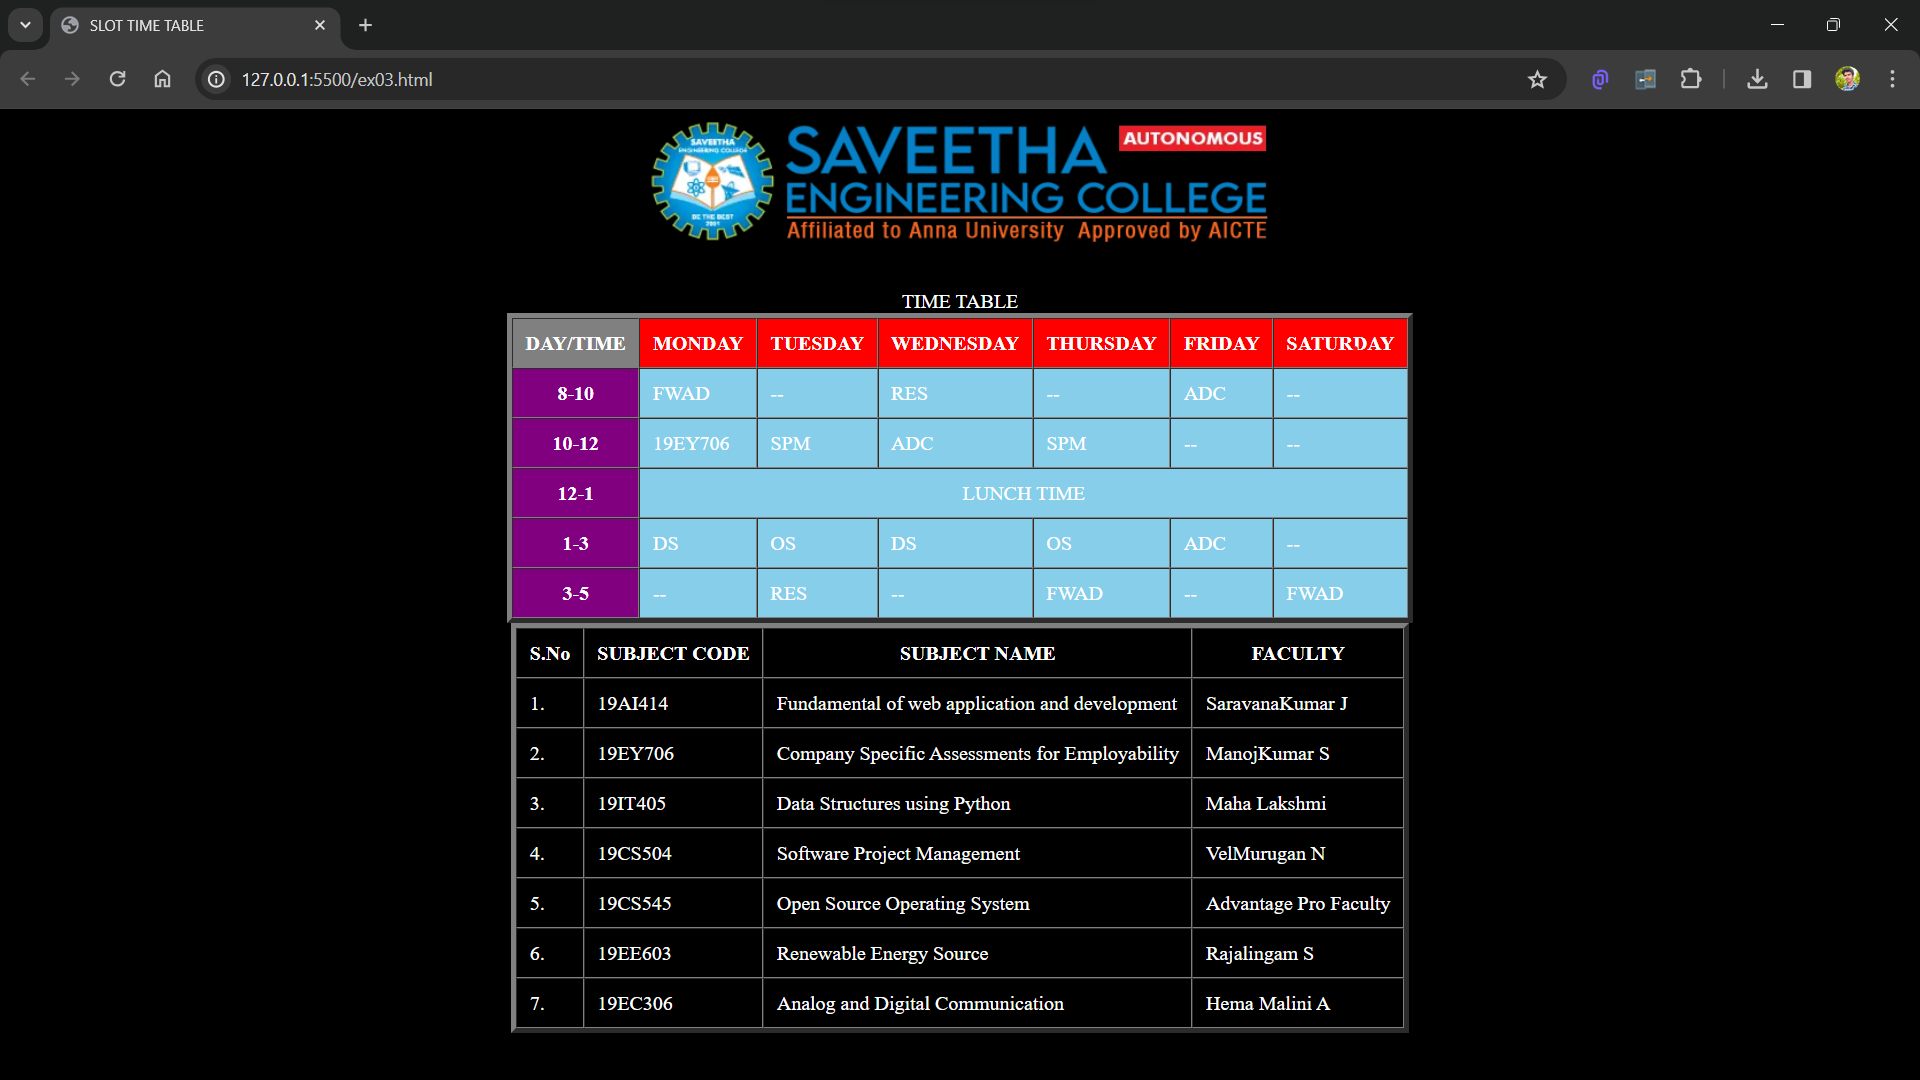 SLOT TIME TABLE
127.0.0.1:5500/ex03.html
SAVEETHA
ENGINEERING COLLEGE
BE THE BEST
2001
SAVEETHA AUTONOMOUS
ENGINEERING COLLEGE
Affiliated to Anna University Approved by AICTE
TIME TABLE
DAY/TIME MONDAY TUESDAY WEDNESDAY THURSDAY FRIDAY SATURDAY
8-10 FWAD -- RES -- ADC --
10-12 19EY706 SPM ADC SPM -- --
12-1 LUNCH TIME
1-3 DS OS DS OS ADC --
3-5 -- RES -- FWAD -- FWAD
S.No SUBJECT CODE SUBJECT NAME FACULTY
1. 19AI414 Fundamental of web application and development SaravanaKumar J
2. 19EY706 Company Specific Assessments for Employability ManojKumar S
3. 19IT405 Data Structures using Python Maha Lakshmi
4. 19CS504 Software Project Management VelMurugan N
5. 19CS545 Open Source Operating System Advantage Pro Faculty
6. 19EE603 Renewable Energy Source Rajalingam S
7. 19EC306 Analog and Digital Communication Hema Malini A